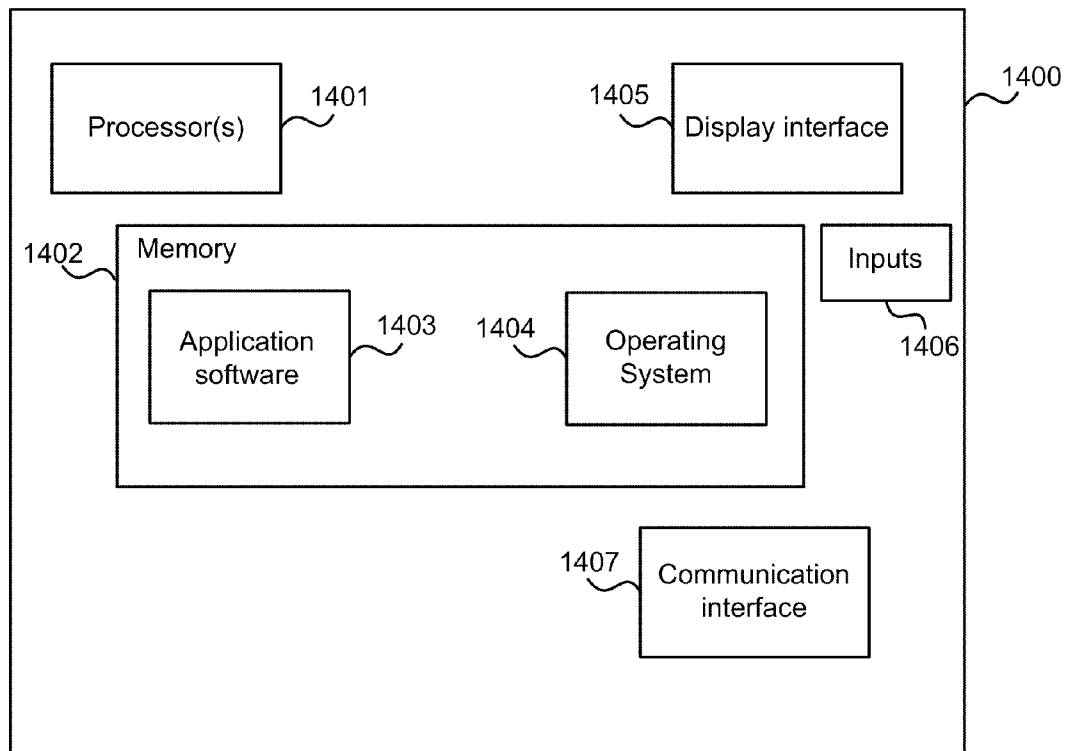 1400
Processor(s)
1401
1405
Display interface
1402
Memory
Inputs
1406
Application
software
1403
1404
Operating
System
1407
Communication
interface